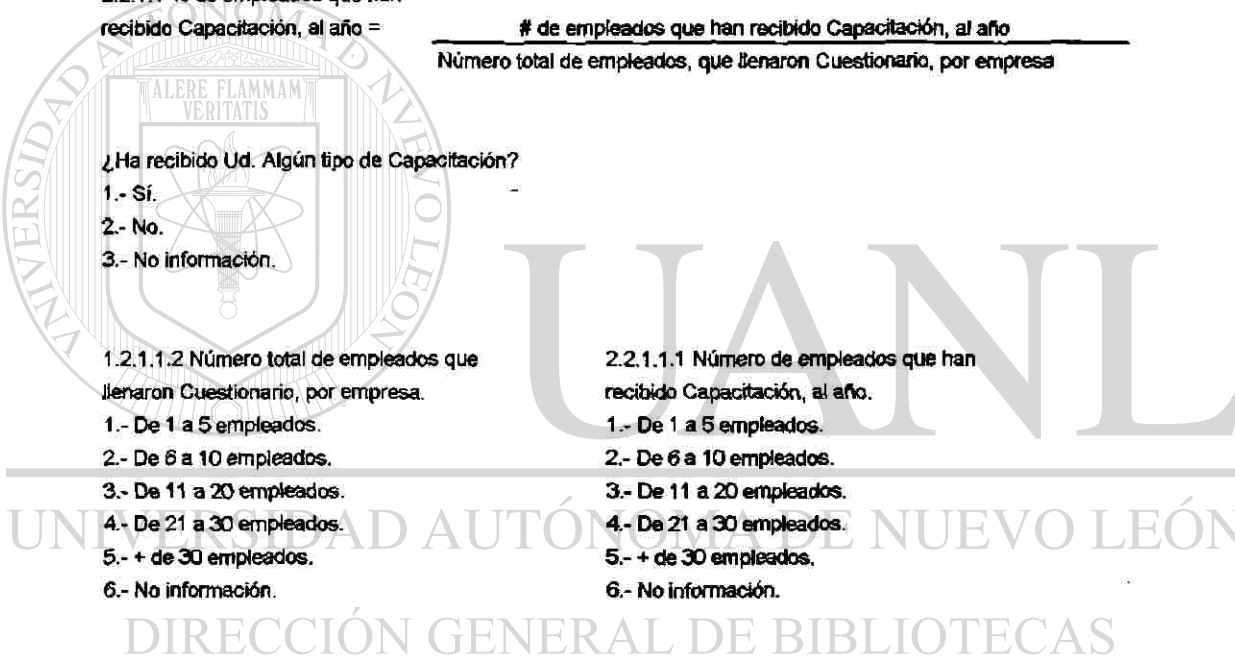 recibido Capacitación, al año = # de empleados que han recibido Capacitación, al año
Número total de empleados, que llenaron Cuestionario, por empresa
ALERE FLAMMAM
VERITATIS
UNIVERSIDAD AUTONOMA DE NUEVO LEON
¿Ha recibido Ud. Algún tipo de Capacitación?
1.- Sí.
2.- No.
3.- No información.
UANL
1.2.1.1.2 Número total de empleados que
llenaron Cuestionario, por empresa.
1.- De 1 a 5 empleados.
2.- De 6 a 10 empleados.
3.- De 11 a 20 empleados.
4.- De 21 a 30 empleados.
5.- + de 30 empleados.
6.- No información.
2.2.1.1.1 Número de empleados que han
recibido Capacitación, al año.
1.- De 1 a 5 empleados.
2.- De 6 a 10 empleados.
3.- De 11 a 20 empleados.
4.- De 21 a 30 empleados.
5.- + de 30 empleados.
6.- No información.
UNIVERSIDAD AUTÓNOMA DE NUEVO LEÓN
DIRECCIÓN GENERAL DE BIBLIOTECAS